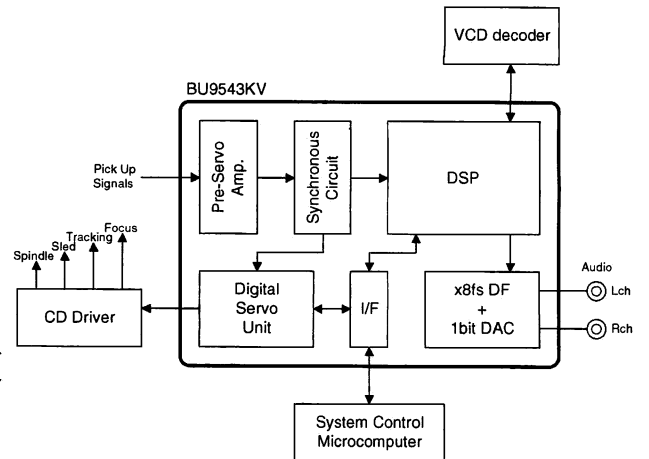 VCD decoder
BU9543KV
Pick Up
Signals
Pre-Servo
Amp.
Synchronous
Circuit
DSP
Focus
Tracking
Sled
Spindle
CD Driver
Digital
Servo
Unit
I/F
x8fs DF
+
1bit DAC
Audio
Lch
Rch
System Control
Microcomputer